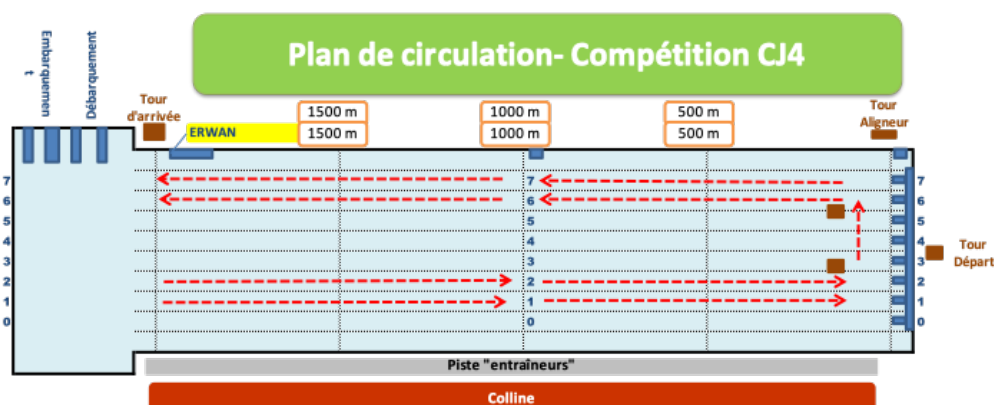 Plan de circulation- Compétition CJ4
Embarquemen
t
Débarquement
Tour
d'arrivée
ERWAN
1500 m
1500 m
1000 m
1000 m
500 m
500 m
Tour
Aligneur
7
6
5
4
3
2
1
0
7
6
5
4
3
2
1
0
7
6
5
4
3
2
1
0
Tour
Départ
Piste "entraîneurs"
Colline